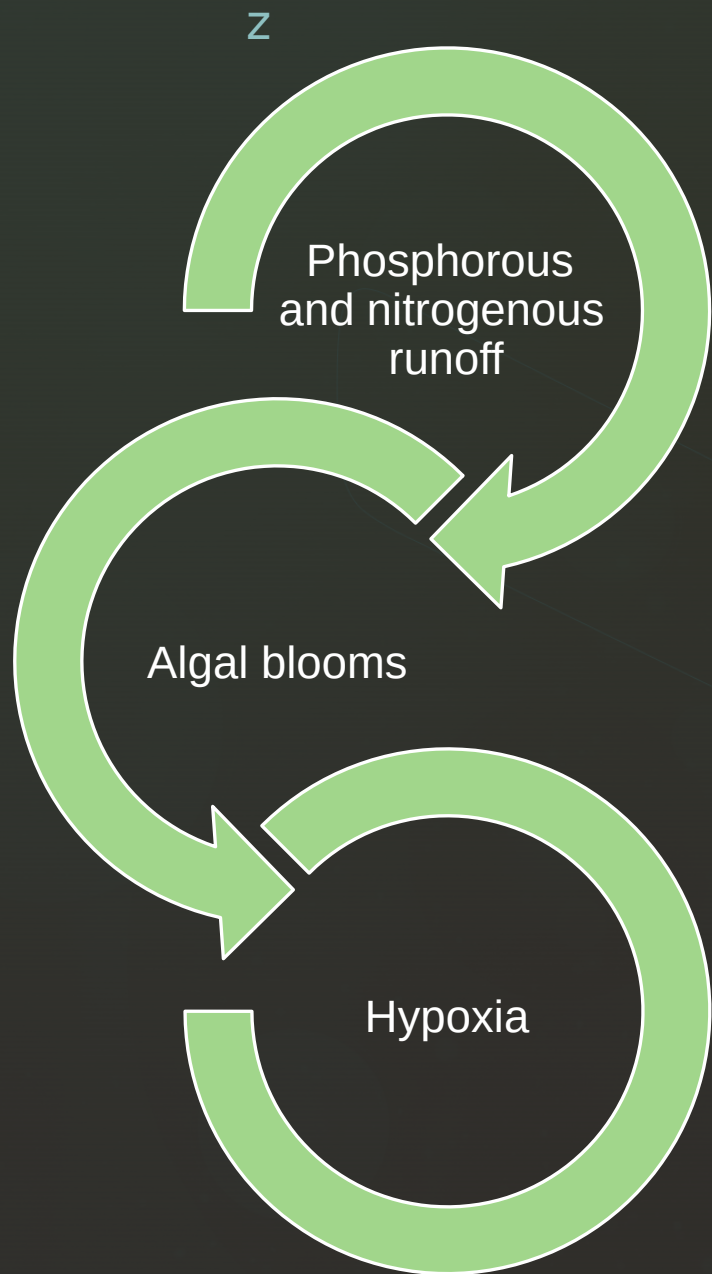 z
Phosphorous
and nitrogenous
runoff
Algal blooms
Hypoxia